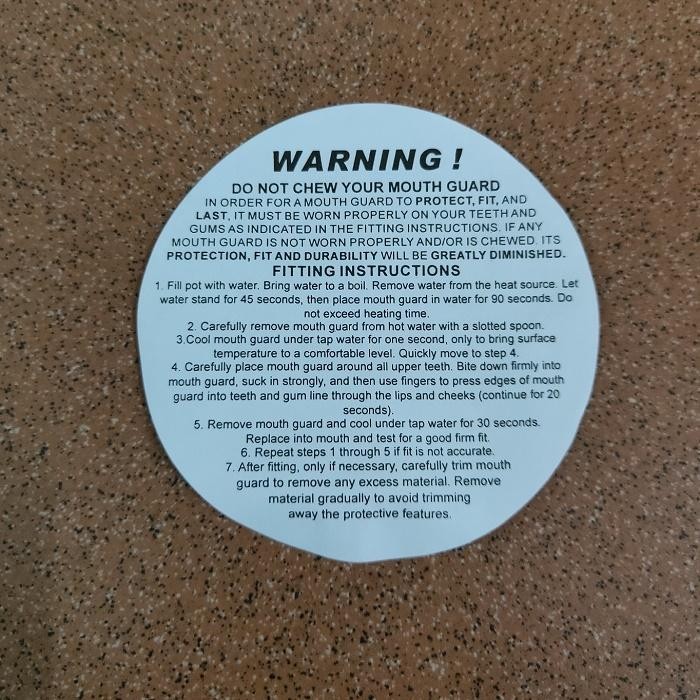 WARNING !
DO NOT CHEW YOUR MOUTH GUARD
IN ORDER FOR A MOUTH GUARD TO PROTECT, FIT, AND
LAST, IT MUST BE WORN PROPERLY ON YOUR TEETH AND
GUMS AS INDICATED IN THE FITTING INSTRUCTIONS. IF ANY
MOUTH GUARD IS NOT WORN PROPERLY AND/OR IS CHEWED. ITS
PROTECTION, FIT AND DURABILITY WILL BE GREATLY DIMINISHED.
FITTING INSTRUCTIONS
1. Fill pot with water. Bring water to a boil. Remove water from the heat source. Let
water stand for 45 seconds, then place mouth guard in water for 90 seconds. Do
not exceed heating time.
2. Carefully remove mouth guard from hot water with a slotted spoon.
3.Cool mouth guard under tap water for one second, only to bring surface
temperature to a comfortable level. Quickly move to step 4.
4. Carefully place mouth guard around all upper teeth. Bite down firmly into
mouth guard, suck in strongly, and then use fingers to press edges of mouth
guard into teeth and gum line through the lips and cheeks (continue for 20
seconds).
5. Remove mouth guard and cool under tap water for 30 seconds.
Replace into mouth and test for a good firm fit.
6. Repeat steps 1 through 5 if fit is not accurate.
7. After fitting, only if necessary, carefully trim mouth
guard to remove any excess material. Remove
material gradually to avoid trimming
away the protective features.